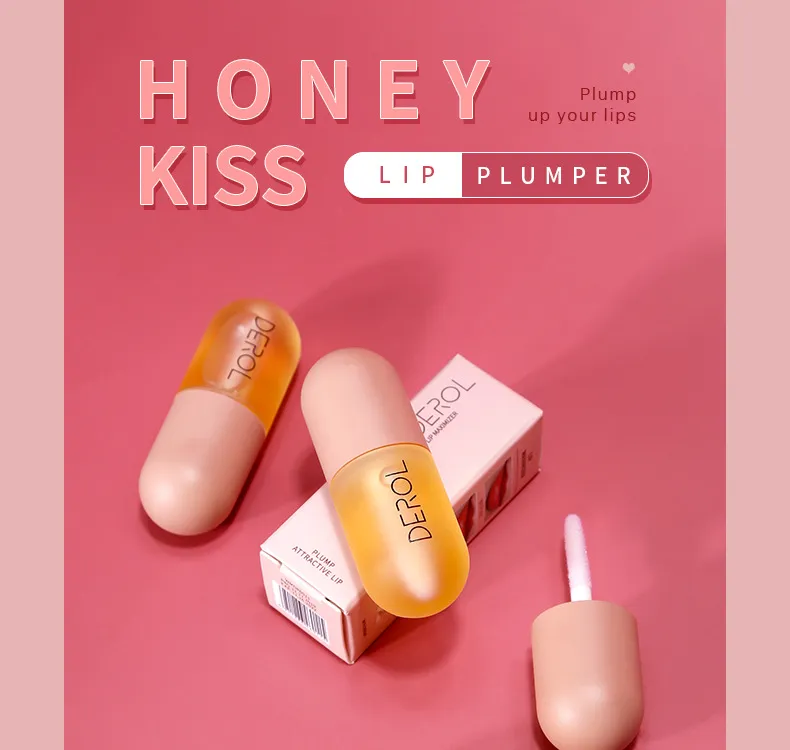 HONEY
Plump
up your lips
KISS
LIP PLUMPER
DEROL
DEROL
LIP MAXIMIZER
DEROL
PLUMP
ATTRACTIVE LIP